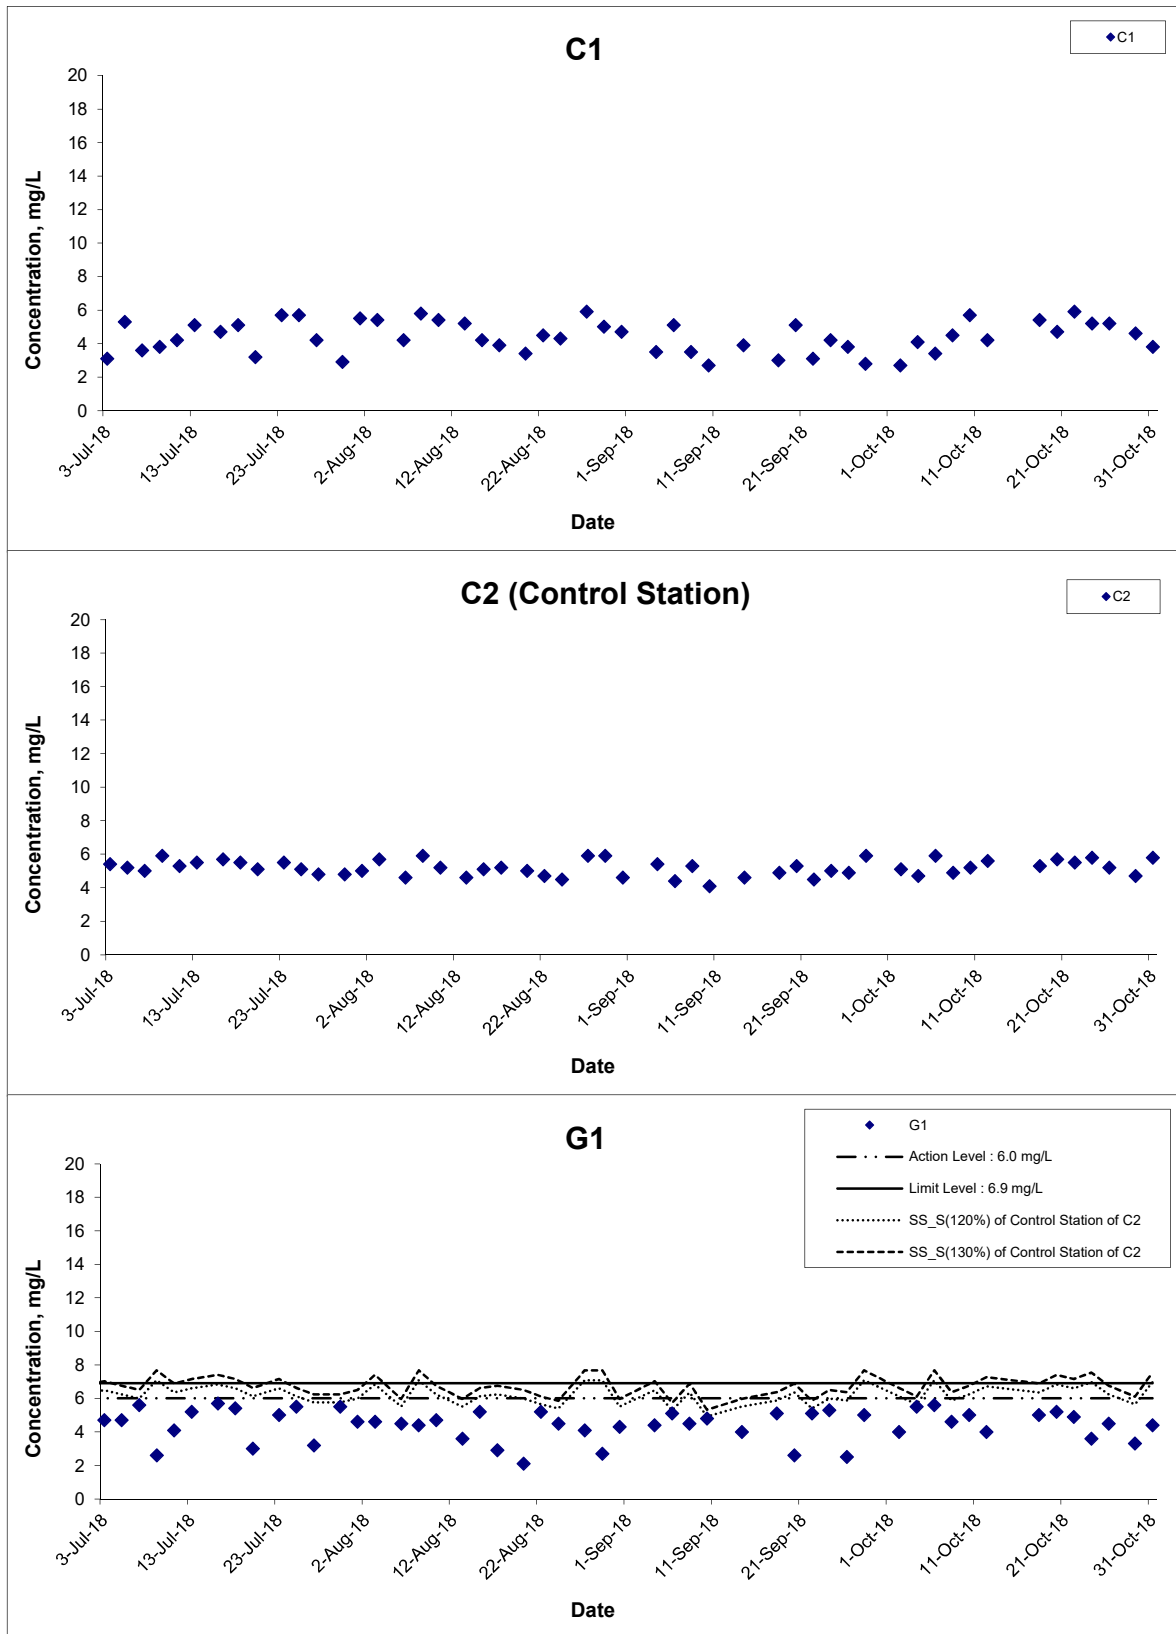 C1
C1
20
18
16
14
12
10
8
6
4
2
0
Concentration, mg/L
3-Jul-18
13-Jul-18
23-Jul-18
2-Aug-18
12-Aug-18
22-Aug-18
1-Sep-18
11-Sep-18
21-Sep-18
1-Oct-18
11-Oct-18
21-Oct-18
31-Oct-18
Date
C2 (Control Station)
C2
20
18
16
14
12
10
8
6
4
2
0
Concentration, mg/L
3-Jul-18
13-Jul-18
23-Jul-18
2-Aug-18
12-Aug-18
22-Aug-18
1-Sep-18
11-Sep-18
21-Sep-18
1-Oct-18
11-Oct-18
21-Oct-18
31-Oct-18
Date
G1
G1
Action Level : 6.0 mg/L
Limit Level : 6.9 mg/L
SS_S(120%) of Control Station of C2
SS_S(130%) of Control Station of C2
20
18
16
14
12
10
8
6
4
2
0
Concentration, mg/L
3-Jul-18
13-Jul-18
23-Jul-18
2-Aug-18
12-Aug-18
22-Aug-18
1-Sep-18
11-Sep-18
21-Sep-18
1-Oct-18
11-Oct-18
21-Oct-18
31-Oct-18
Date